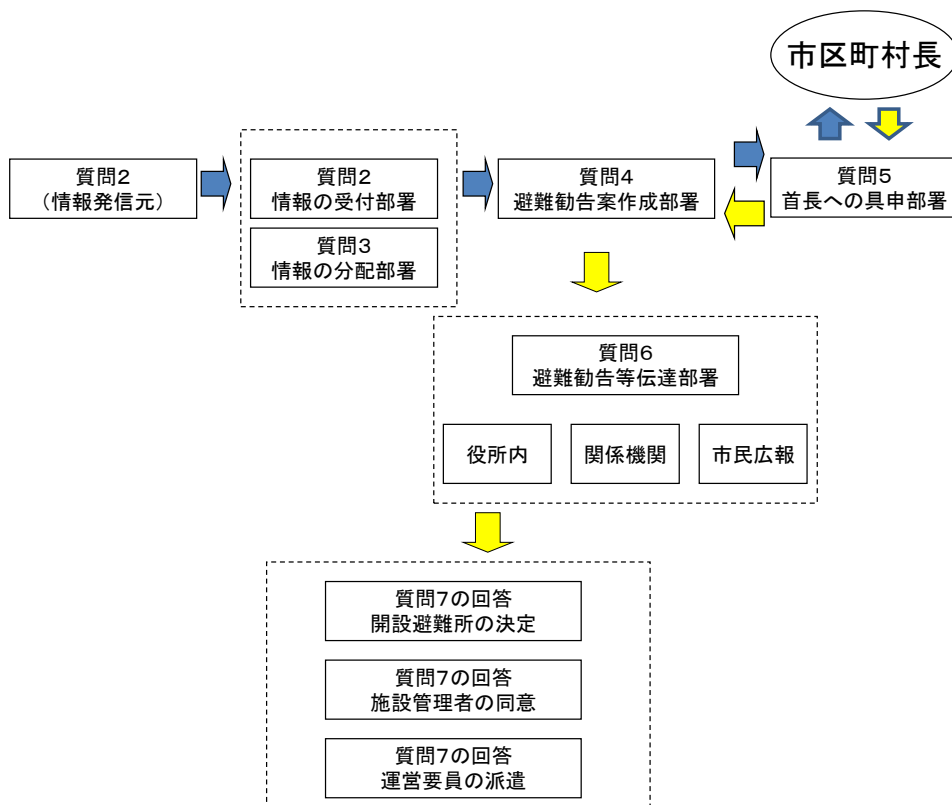 市区町村長
質問２
（情報発信元）
質問２
情報の受付部署
質問３
情報の分配部署
質問４
避難勧告案作成部署
質問５
首長への具申部署
質問６
避難勧告等伝達部署
役所内
関係機関
市民広報
質問７の回答
開設避難所の決定
質問７の回答
施設管理者の同意
質問７の回答
運営要員の派遣